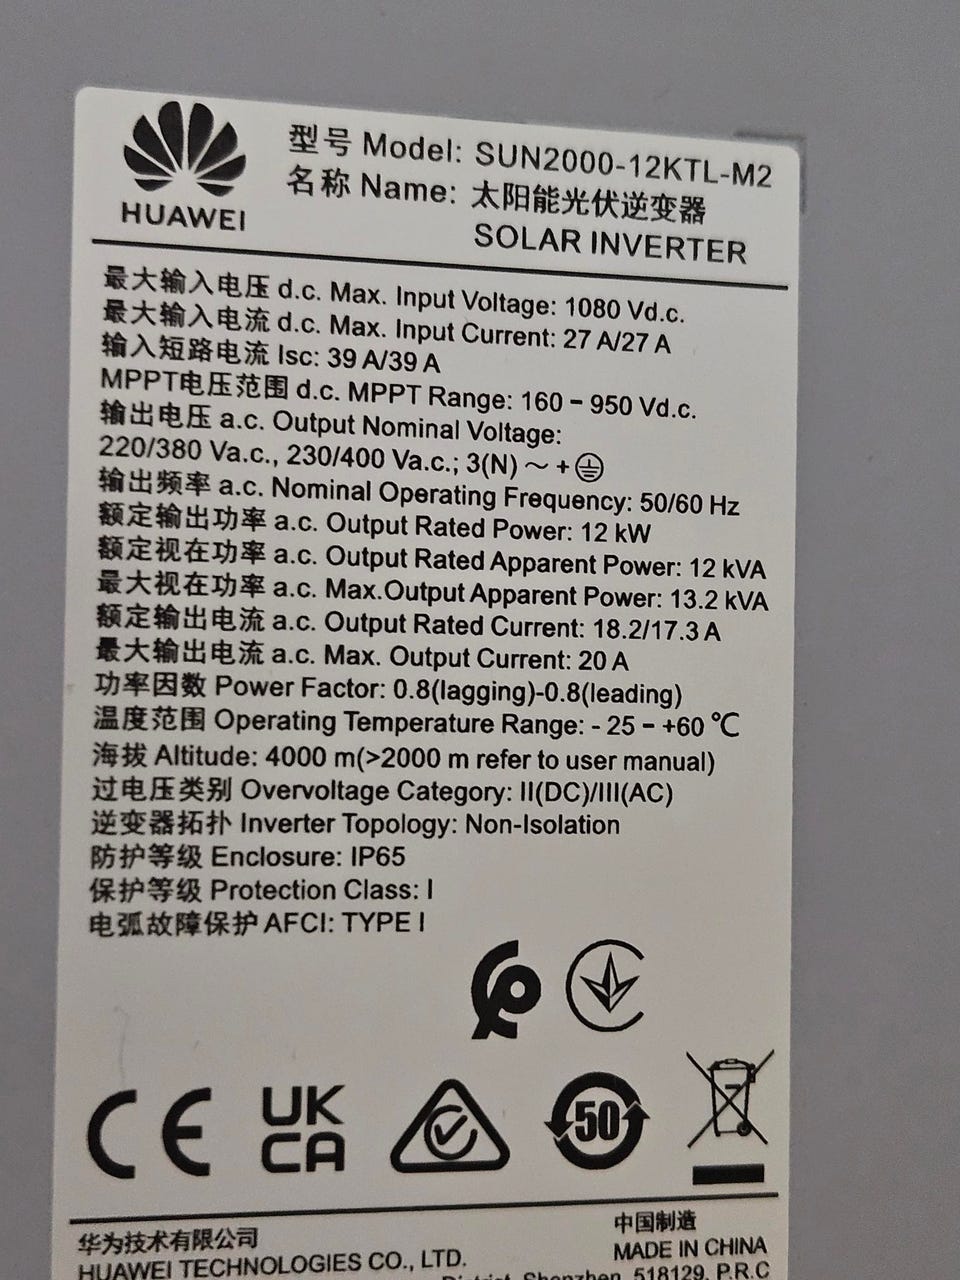 HUAWEI
型号 Model: SUN2000-12KTL-M2
名称 Name: 太阳能光伏逆变器
SOLAR INVERTER
最大输入电压 d.c. Max. Input Voltage: 1080 Vd.c.
最大输入电流 d.c. Max. Input Current: 27 A/27 A
输入短路电流 Isc: 39 A/39 A
MPPT电压范围 d.c. MPPT Range: 160 – 950 Vd.c.
输出电压 a.c. Output Nominal Voltage:
220/380 Va.c., 230/400 Va.c.; 3(N) ~ + ⏚
输出频率 a.c. Nominal Operating Frequency: 50/60 Hz
额定输出功率 a.c. Output Rated Power: 12 kW
额定视在功率 a.c. Output Rated Apparent Power: 12 kVA
最大视在功率 a.c. Max.Output Apparent Power: 13.2 kVA
额定输出电流 a.c. Output Rated Current: 18.2/17.3 A
最大输出电流 a.c. Max. Output Current: 20 A
功率因数 Power Factor: 0.8(lagging)-0.8(leading)
温度范围 Operating Temperature Range: - 25 – +60 ℃
海拔 Altitude: 4000 m(>2000 m refer to user manual)
过电压类别 Overvoltage Category: II(DC)/III(AC)
逆变器拓扑 Inverter Topology: Non-Isolation
防护等级 Enclosure: IP65
保护等级 Protection Class: I
电弧故障保护 AFCI: TYPE I
CE
UK
CA
50
华为技术有限公司
HUAWEI TECHNOLOGIES CO., LTD.
中国制造
MADE IN CHINA
District, Shenzhen, 518129, P.R.C